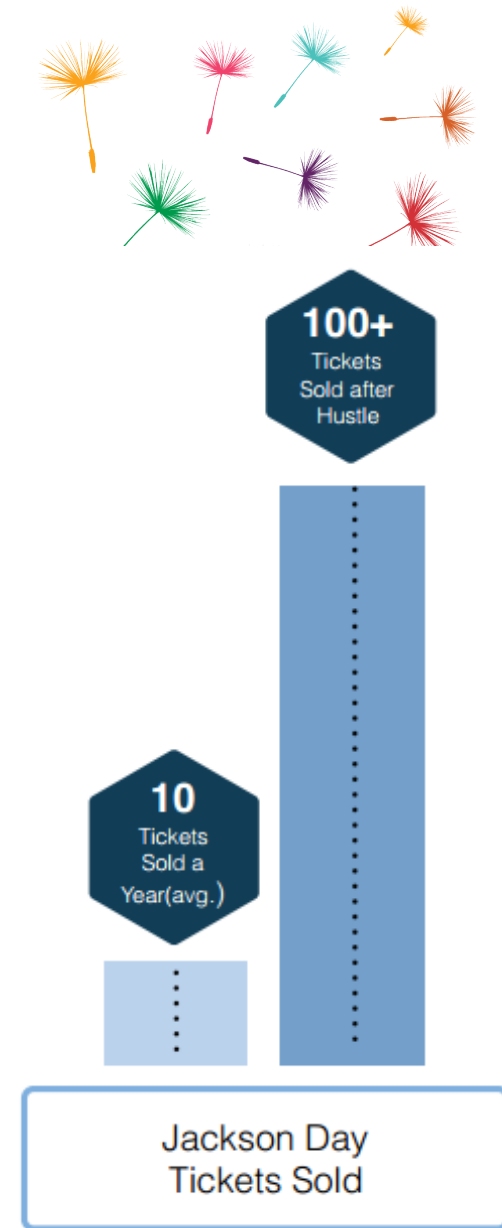 100+
Tickets
Sold after
Hustle
10
Tickets
Sold a
Year(avg.)
Jackson Day
Tickets Sold